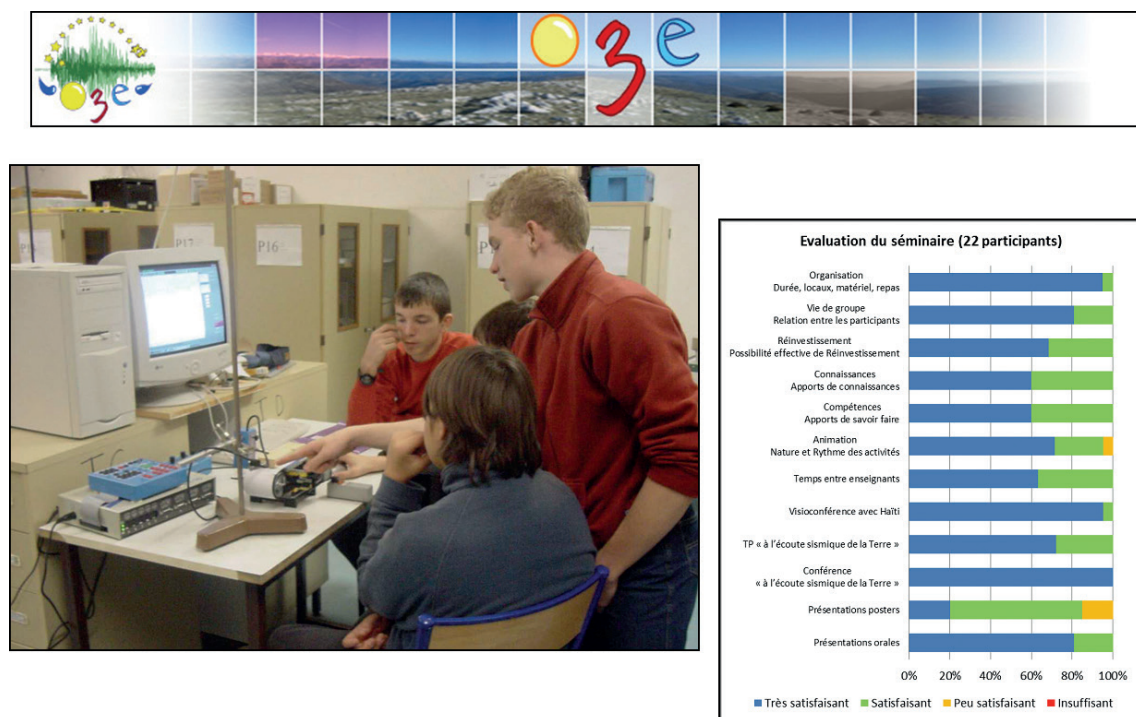 O3e
O3e
P17
P16
Evaluation du séminaire (22 participants)
Organisation
Durée, locaux, matériel, repas
Vie de groupe
Relation entre les participants
Réinvestissement
Possibilité effective de Réinvestissement
Connaissances
Apports de connaissances
Compétences
Apports de savoir faire
Animation
Nature et Rythme des activités
Temps entre enseignants
Visioconférence avec Haïti
TP « à l'écoute sismique de la Terre »
Conférence
« à l'écoute sismique de la Terre »
Présentations posters
Présentations orales
0% 20% 40% 60% 80% 100%
Très satisfaisant Satisfaisant Peu satisfaisant Insuffisant